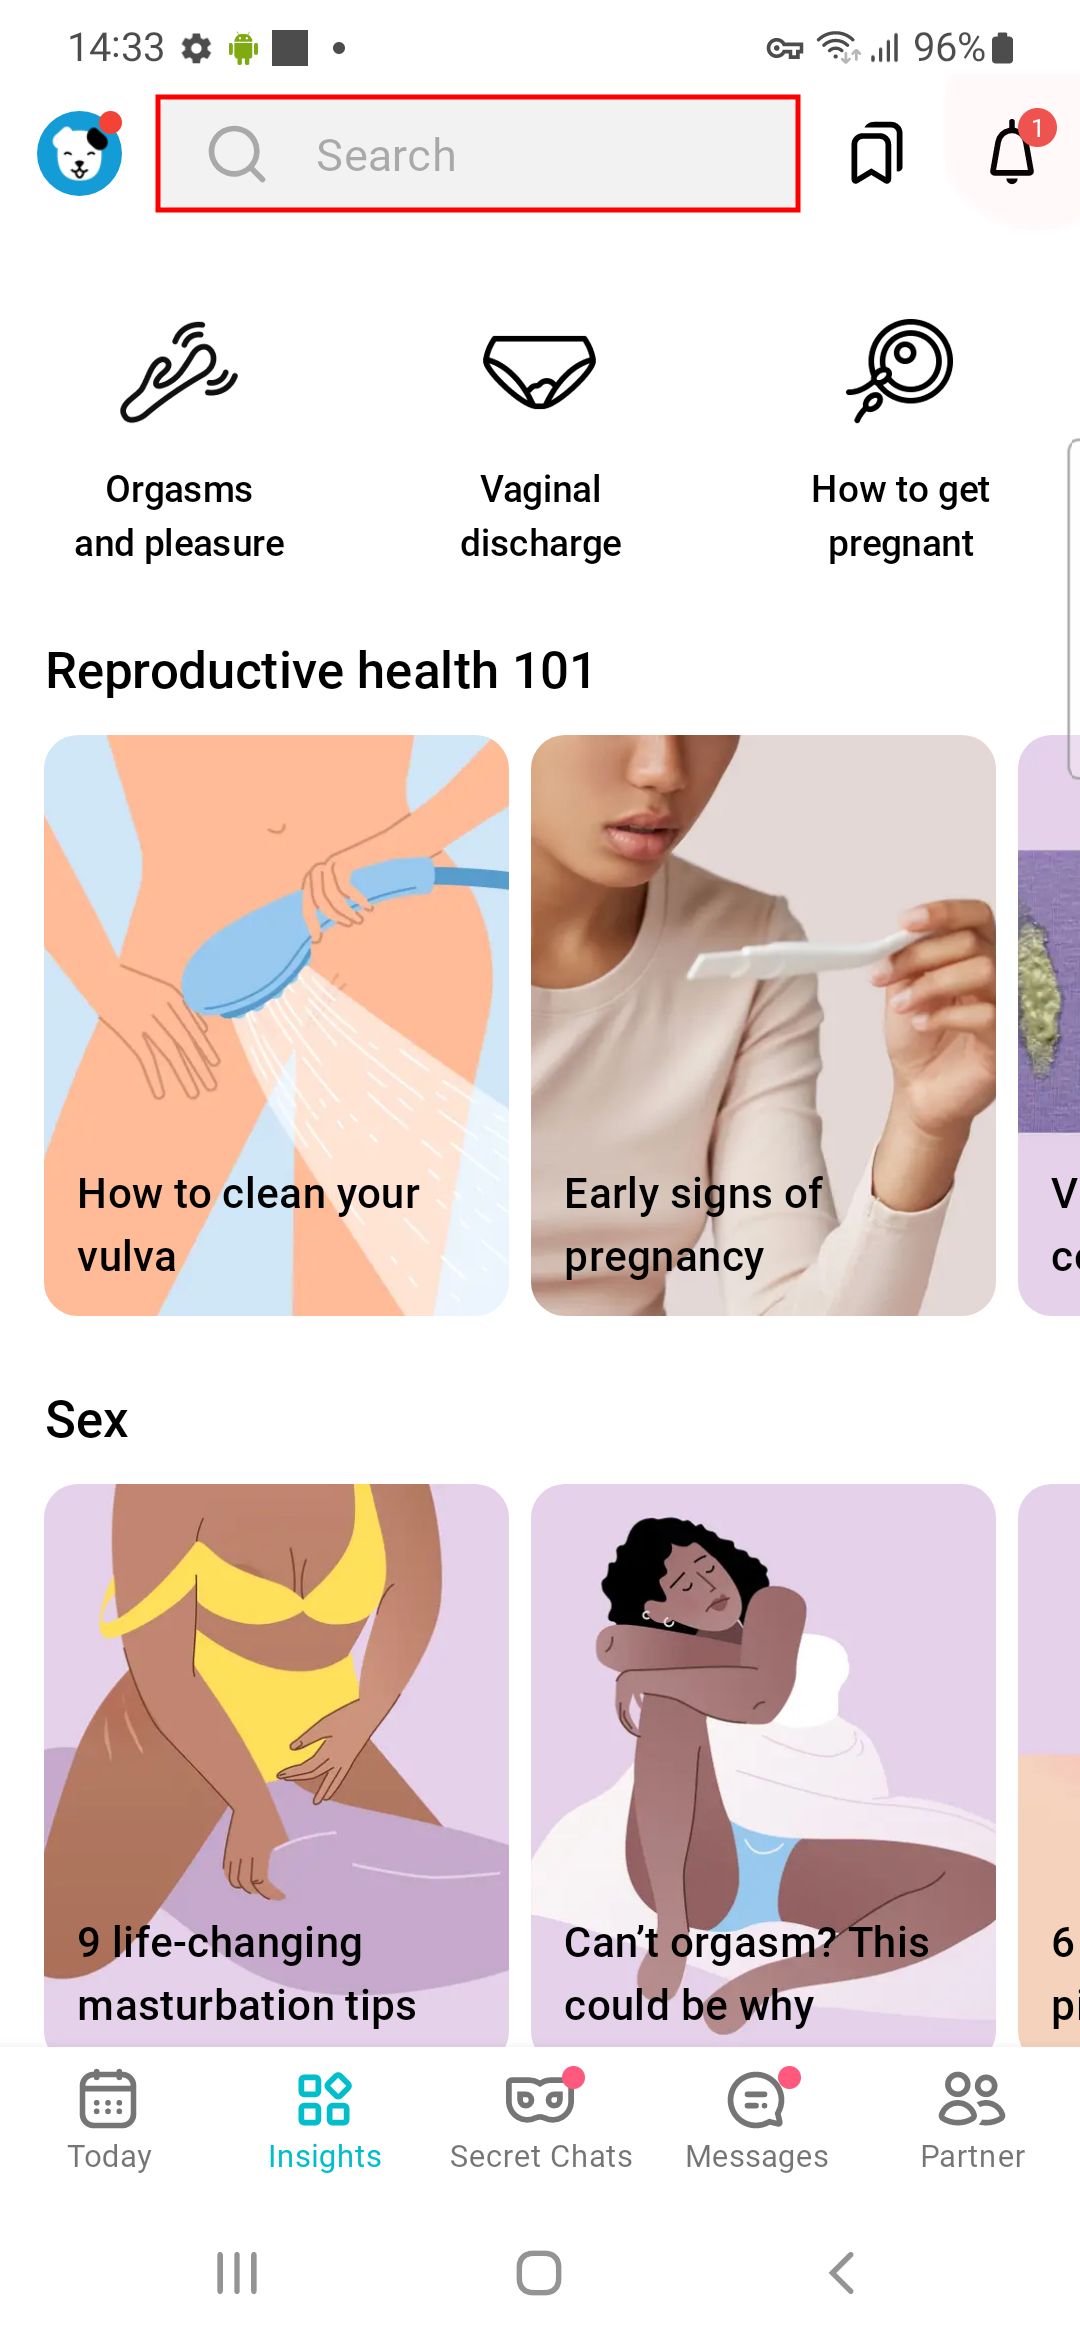 14:33
96%
Search
1
Orgasms
and pleasure
Vaginal
discharge
How to get
pregnant
Reproductive health 101
How to clean your
vulva
Early signs of
pregnancy
Sex
9 life-changing
masturbation tips
Can’t orgasm? This
could be why
6
Today
Insights
Secret Chats
Messages
Partner